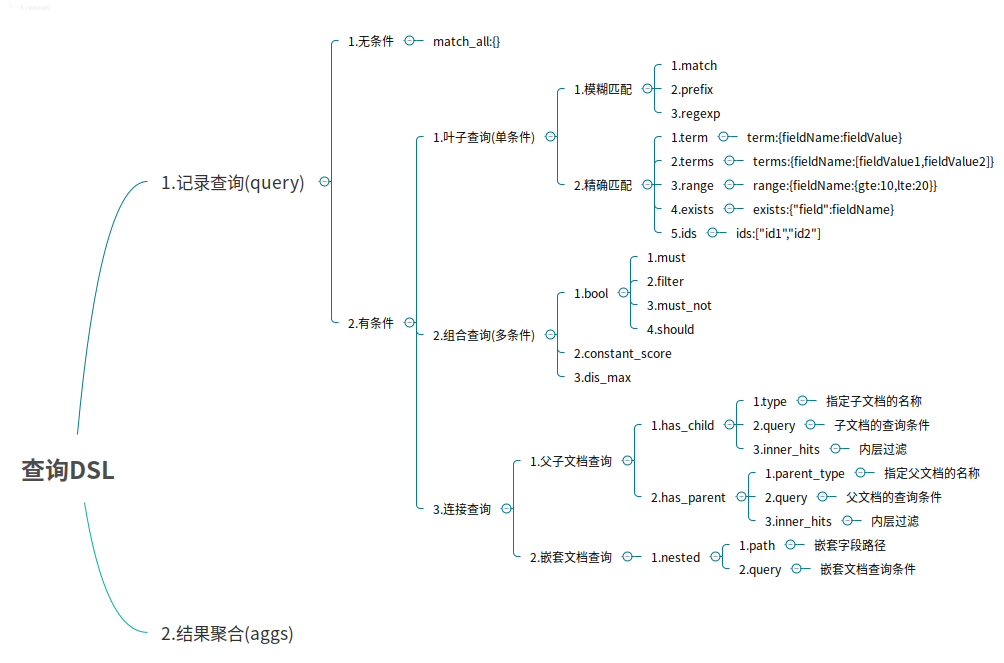 查询DSL
1.记录查询(query)
1.无条件
match_all:{}
2.有条件
1.叶子查询(单条件)
1.模糊匹配
1.match
2.prefix
3.regexp
2.精确匹配
1.term
term:{fieldName:fieldValue}
2.terms
terms:{fieldName:[fieldValue1,fieldValue2]}
3.range
range:{fieldName:{gte:10,lte:20}}
4.exists
exists:{"field":fieldName}
5.ids
ids:["id1","id2"]
2.组合查询(多条件)
1.bool
1.must
2.filter
3.must_not
4.should
2.constant_score
3.dis_max
3.连接查询
1.父子文档查询
1.has_child
1.type
指定子文档的名称
2.query
子文档的查询条件
3.inner_hits
内层过滤
2.has_parent
1.parent_type
指定父文档的名称
2.query
父文档的查询条件
3.inner_hits
内层过滤
2.嵌套文档查询
1.nested
1.path
嵌套字段路径
2.query
嵌套文档查询条件
2.结果聚合(aggs)